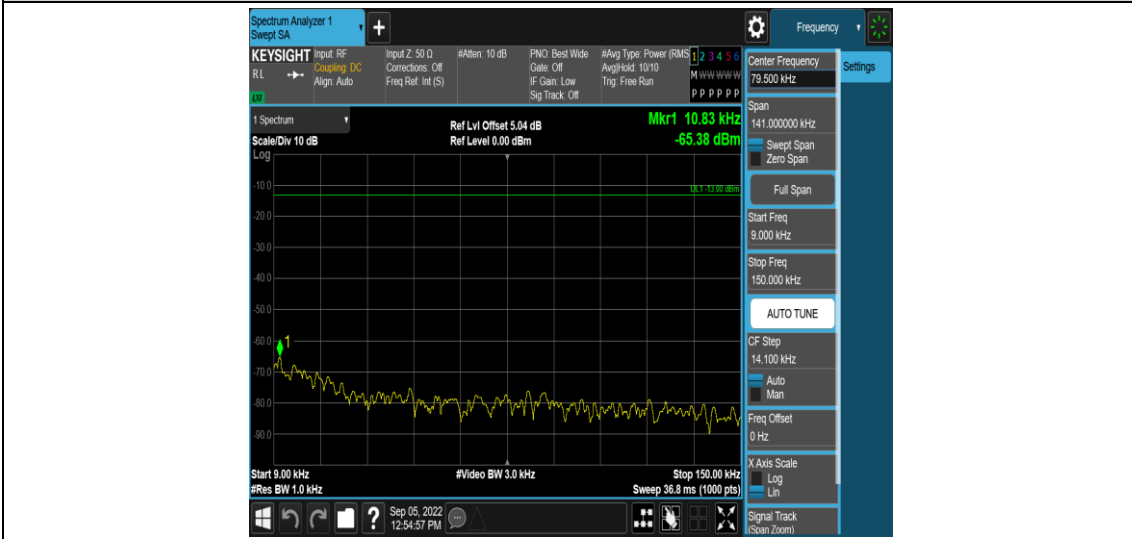 Spectrum Analyzer 1
Swept SA
+
Frequency
KEYSIGHT
RL
Input: RF
Coupling: DC
Align: Auto
Input Z: 50 Ω
Corrections: Off
Freq Ref: Int (S)
#Atten: 10 dB
PNO: Best Wide
Gate: Off
IF Gain: Low
Sig Track: Off
#Avg Type: Power (RMS
Avg|Hold: 10/10
Trig: Free Run
1 2 3 4 5 6
M W W W W W
P P P P P P
1 Spectrum
Scale/Div 10 dB
Log
Ref Lvl Offset 5.04 dB
Ref Level 0.00 dBm
Mkr1 10.83 kHz
-65.38 dBm
DL1 -13.00 dBm
-10.0
-20.0
-30.0
-40.0
-50.0
-60.0
1
-70.0
-80.0
-90.0
Start 9.00 kHz
#Res BW 1.0 kHz
#Video BW 3.0 kHz
Stop 150.00 kHz
Sweep 36.8 ms (1000 pts)
Center Frequency
79.500 kHz
Settings
Span
141.000000 kHz
Swept Span
Zero Span
Full Span
Start Freq
9.000 kHz
Stop Freq
150.000 kHz
AUTO TUNE
CF Step
14.100 kHz
Auto
Man
Freq Offset
0 Hz
X Axis Scale
Log
Lin
Signal Track
(Span Zoom)
?
Sep 05, 2022
12:54:57 PM